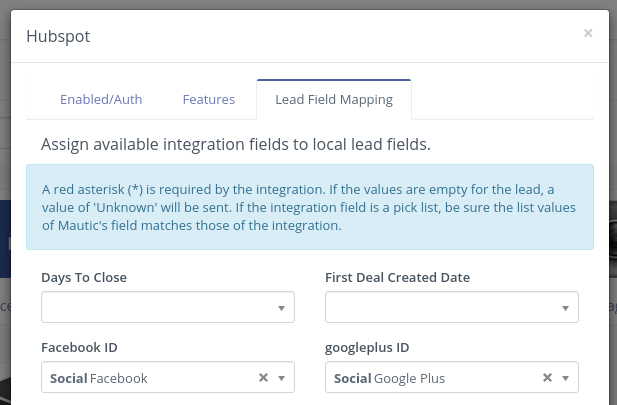 Hubspot ×
Enabled/Auth Features Lead Field Mapping
Assign available integration fields to local lead fields.
A red asterisk (*) is required by the integration. If the values are empty for the lead, a
value of 'Unknown' will be sent. If the integration field is a pick list, be sure the list values
of Mautic's field matches those of the integration.
Days To Close First Deal Created Date
Facebook ID googleplus ID
Social Facebook × Social Google Plus ×